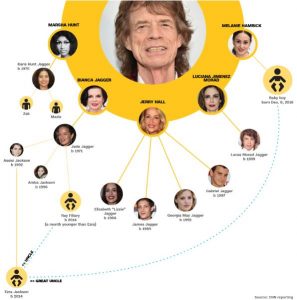 MARSHA HUNT
MELANIE HAMRICK
Karis Hunt Jagger
b 1970
BIANCA JAGGER
LUCIANA JIMENEZ
MORAD
JERRY HALL
Baby boy
born Dec. 8, 2016
Zak
Mazie
Jade Jagger
b 1971
Lucas Morad Jagger
b 1999
Assisi Jackson
b 1992
Amba Jackson
b 1996
Gabriel Jagger
b 1997
Ray Fillary
b 2014
(a month younger than Ezra)
Elizabeth "Lizzie"
Jagger
b 1984
James Jagger
b 1985
Georgia May Jagger
b 1992
UNCLE
GREAT UNCLE
Ezra Jackson
b 2014
Source: CNN reporting